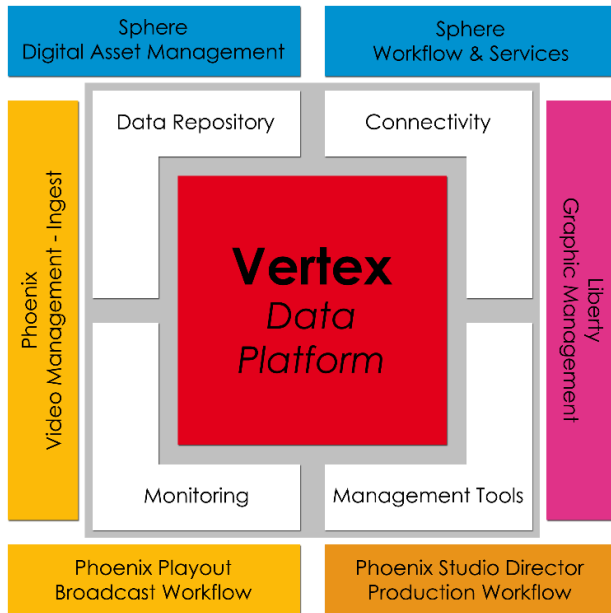 Sphere
Digital Asset Management
Sphere
Workflow & Services
Data Repository
Connectivity
Phoenix
Video Management - Ingest
Vertex
Data
Platform
Liberty
Graphic Management
Monitoring
Management Tools
Phoenix Playout
Broadcast Workflow
Phoenix Studio Director
Production Workflow